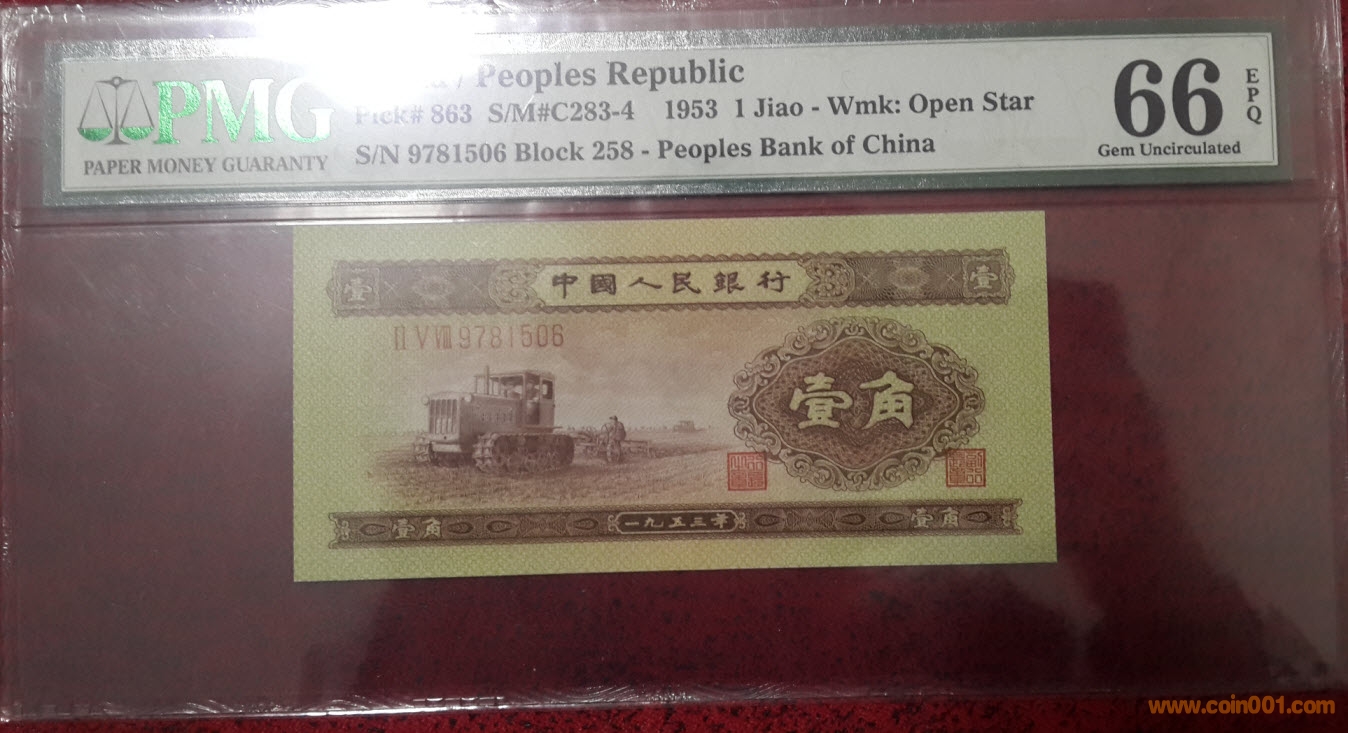 PMG
PAPER MONEY GUARANTY
/ Peoples Republic
Pick# 863 S/M#C283-4 1953 1 Jiao - Wmk: Open Star
S/N 9781506 Block 258 - Peoples Bank of China
66
EPQ
Gem Uncirculated
壹 中國人民銀行 壹
II V VIII 9781506
壹角
壹角 一九五三年 壹角
www.coin001.com